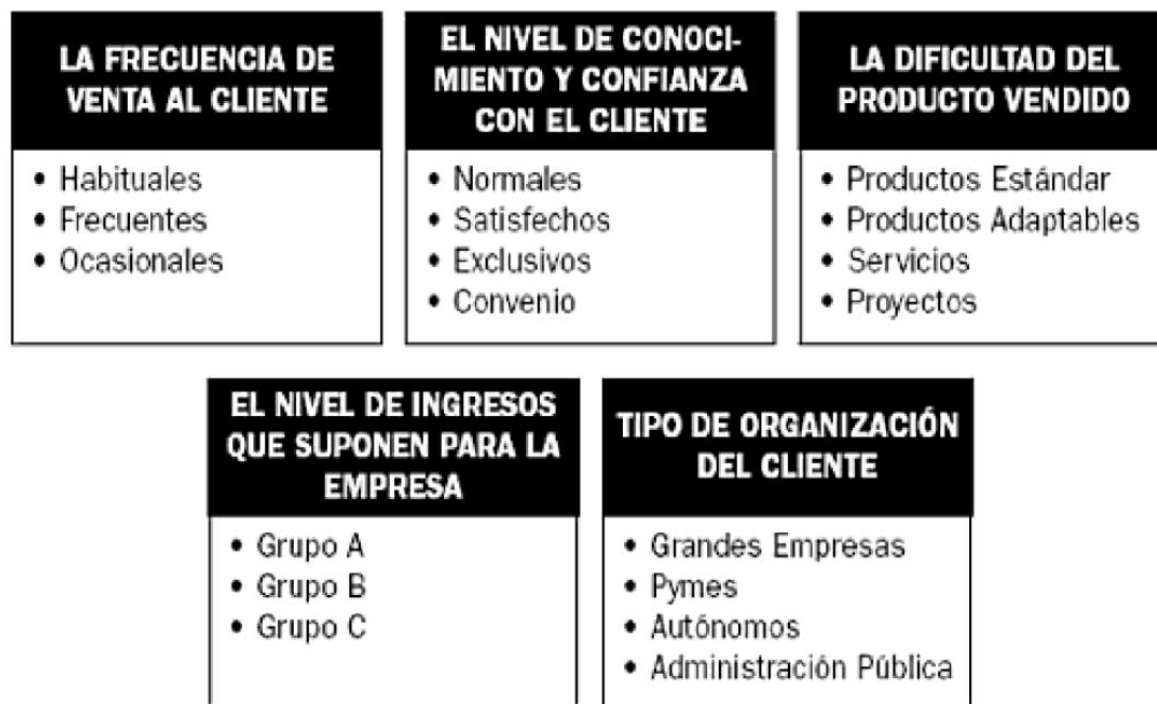 LA FRECUENCIA DE
VENTA AL CLIENTE
• Habituales
• Frecuentes
• Ocasionales
EL NIVEL DE CONOCI-
MIENTO Y CONFIANZA
CON EL CLIENTE
• Normales
• Satisfechos
• Exclusivos
• Convenio
LA DIFICULTAD DEL
PRODUCTO VENDIDO
• Productos Estándar
• Productos Adaptables
• Servicios
• Proyectos
EL NIVEL DE INGRESOS
QUE SUPONEN PARA LA
EMPRESA
• Grupo A
• Grupo B
• Grupo C
TIPO DE ORGANIZACIÓN
DEL CLIENTE
• Grandes Empresas
• Pymes
• Autónomos
• Administración Pública